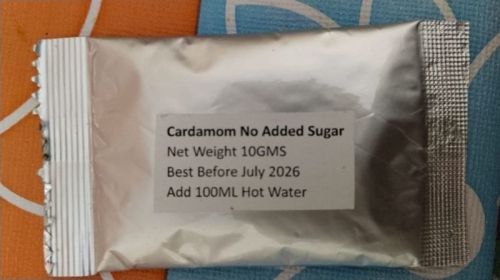 Cardamom No Added Sugar
Net Weight 10GMS
Best Before July 2026
Add 100ML Hot Water